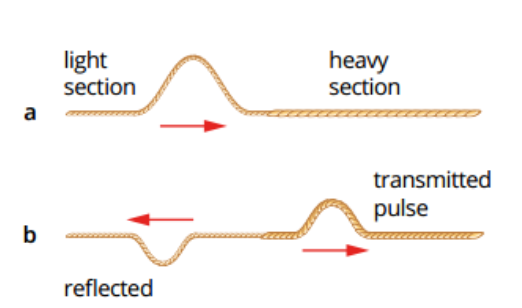 light
section
heavy
section
a
transmitted
pulse
b
reflected